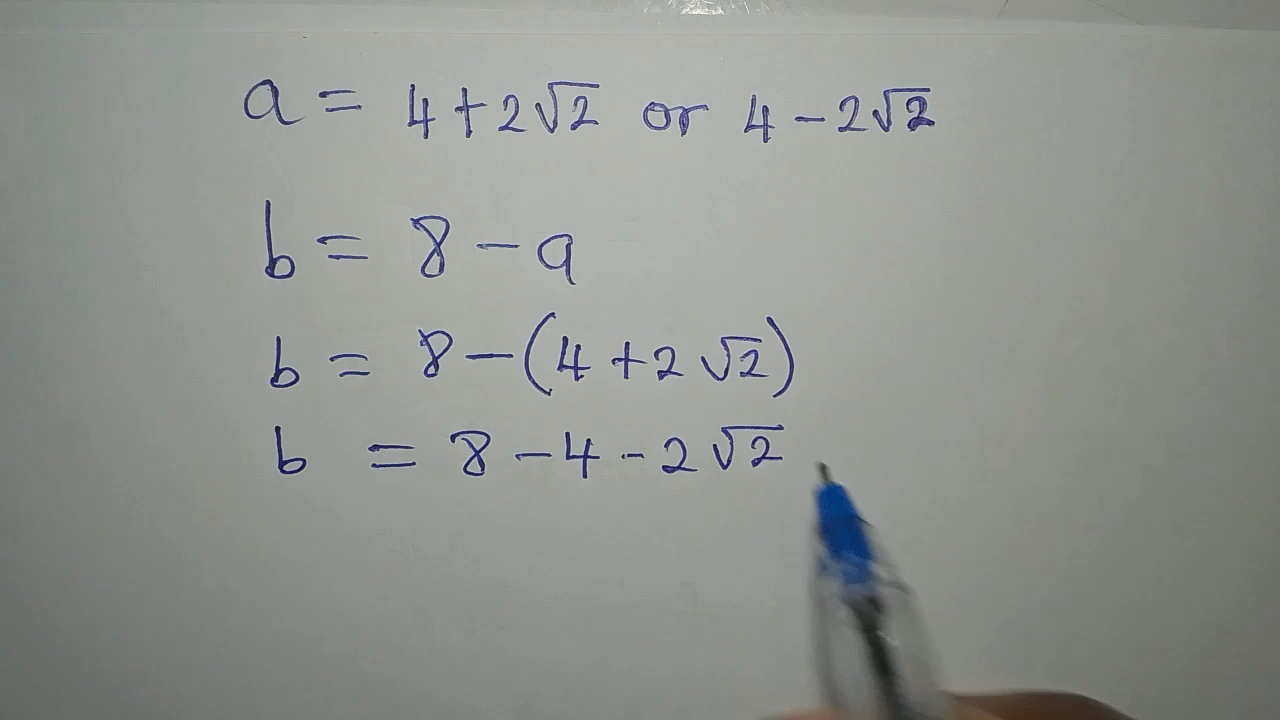 a = 4 + 2√2 or 4 - 2√2
b = 8 - a
b = 8 - (4 + 2√2)
b = 8 - 4 - 2√2